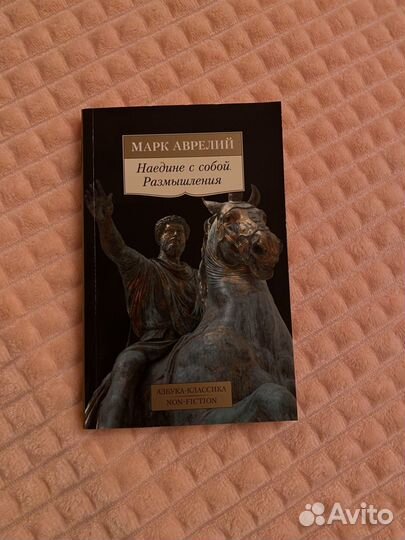 МАРК АВРЕЛИЙ
Наедине с собой.
Размышления
АЗБУКА-КЛАССИКА
NON-FICTION
Avito